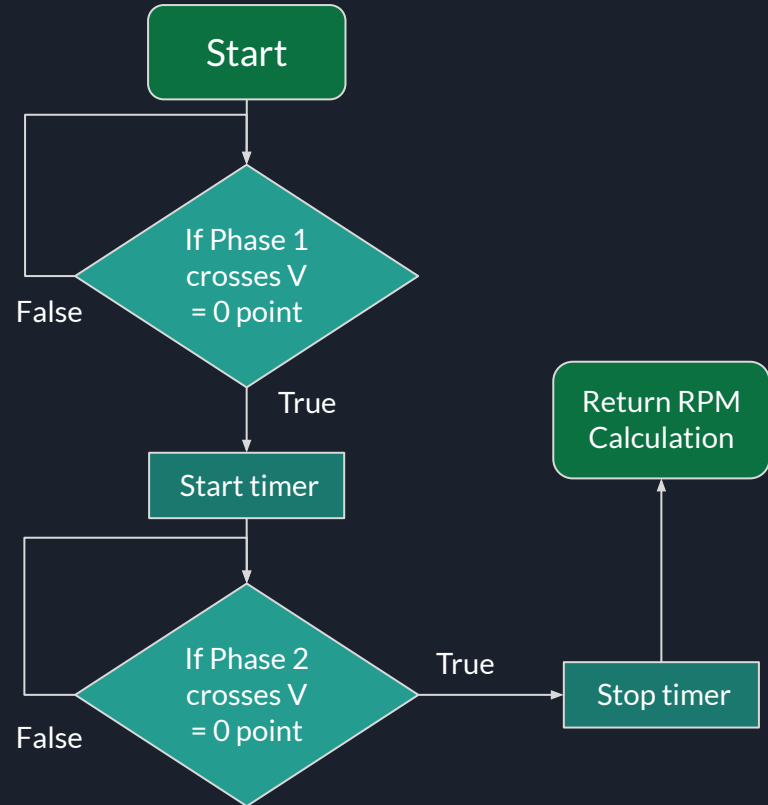 Start
If Phase 1
crosses V
= 0 point
False
True
Start timer
If Phase 2
crosses V
= 0 point
False
True
Stop timer
Return RPM
Calculation